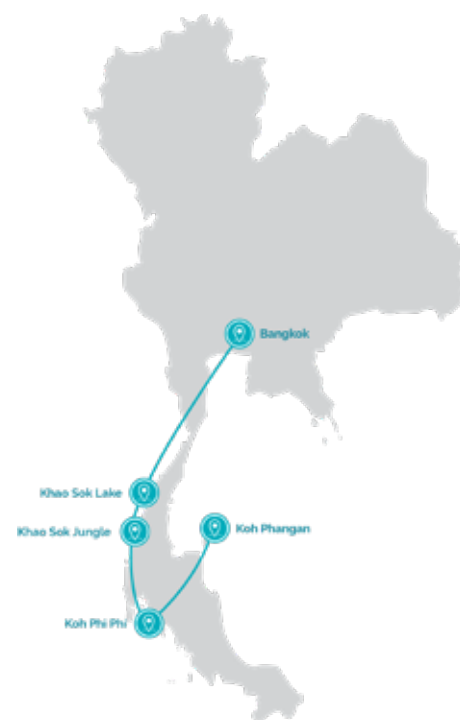 Bangkok
Khao Sok Lake
Khao Sok Jungle
Koh Phangan
Koh Phi Phi